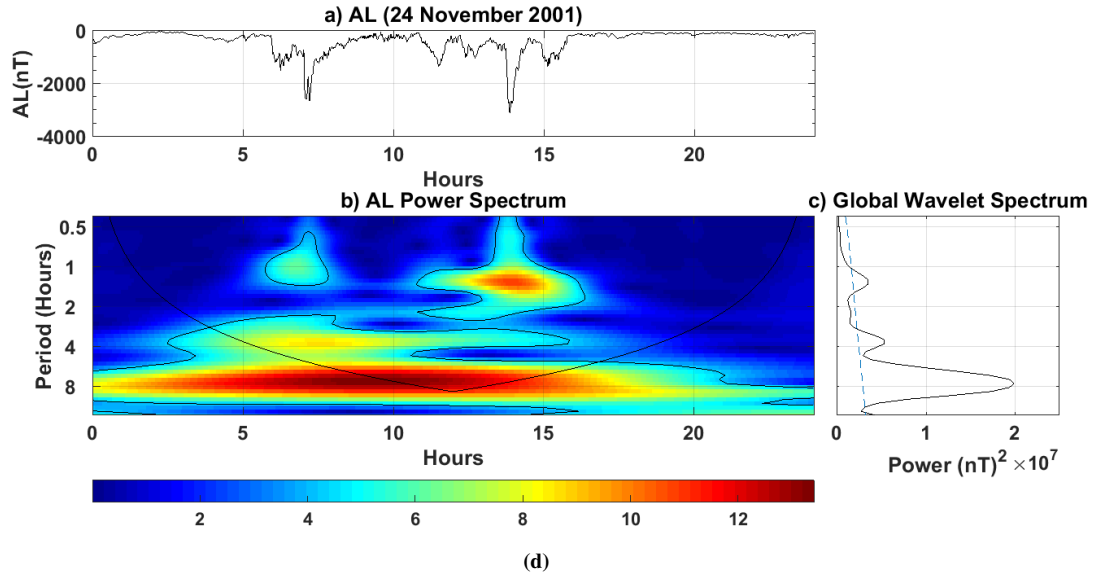 a) AL (24 November 2001)
AL(nT)
0
-2000
-4000
0 5 10 15 20
Hours
b) AL Power Spectrum
Period (Hours)
0.5
1
2
4
8
0 5 10 15 20
Hours
c) Global Wavelet Spectrum
0 1 2
Power (nT)² ×10⁷
2 4 6 8 10 12
(d)